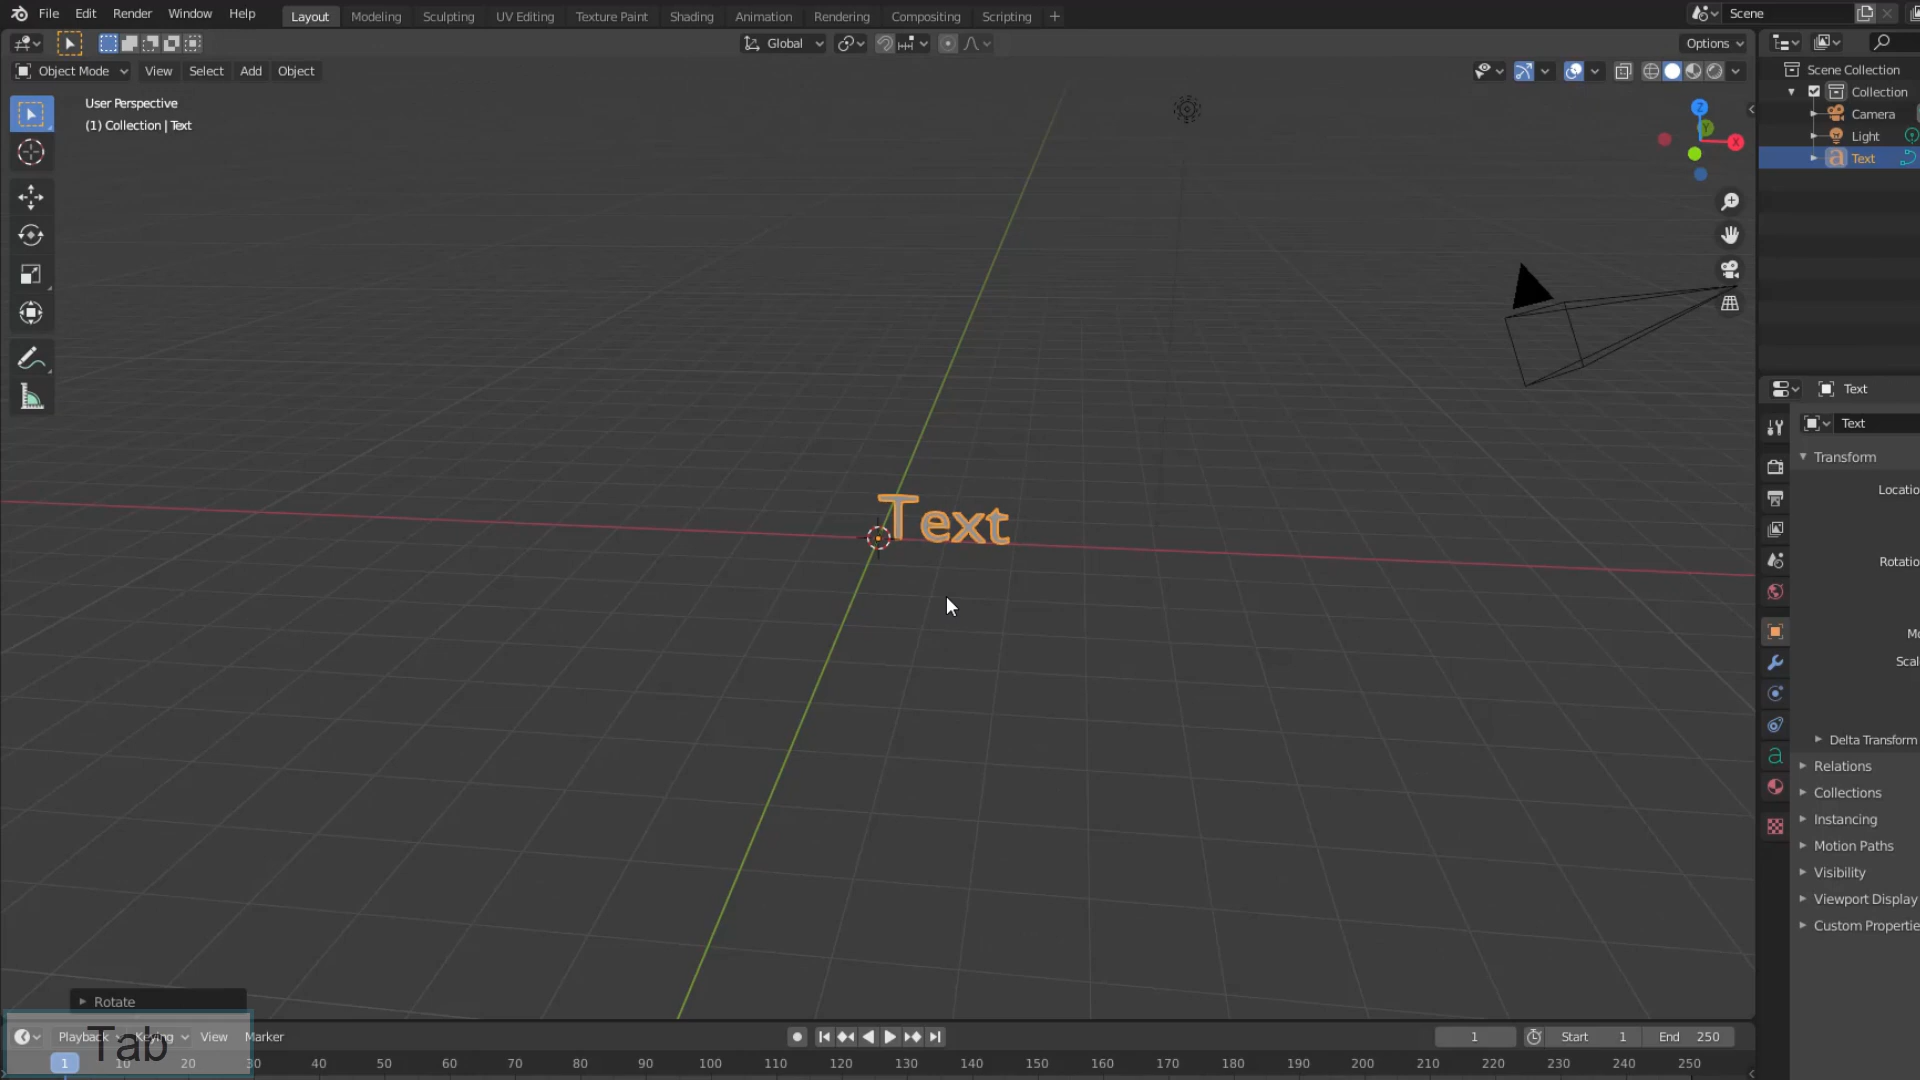 File Edit Render Window Help Layout Modeling Sculpting UV Editing Texture Paint Shading Animation Rendering Compositing Scripting + Scene
Global Options
Object Mode View Select Add Object
Scene Collection
Collection
Camera
Light
Text
User Perspective
(1) Collection | Text
Z
Y
X
Text
Text
Text
Transform
Locatio
Rotatio
Mo
Scal
Delta Transform
Relations
Collections
Instancing
Motion Paths
Visibility
Viewport Display
Custom Propertie
Rotate
Playback Keying View Marker 1 Start 1 End 250
Tab
1 10 20 30 40 50 60 70 80 90 100 110 120 130 140 150 160 170 180 190 200 210 220 230 240 250